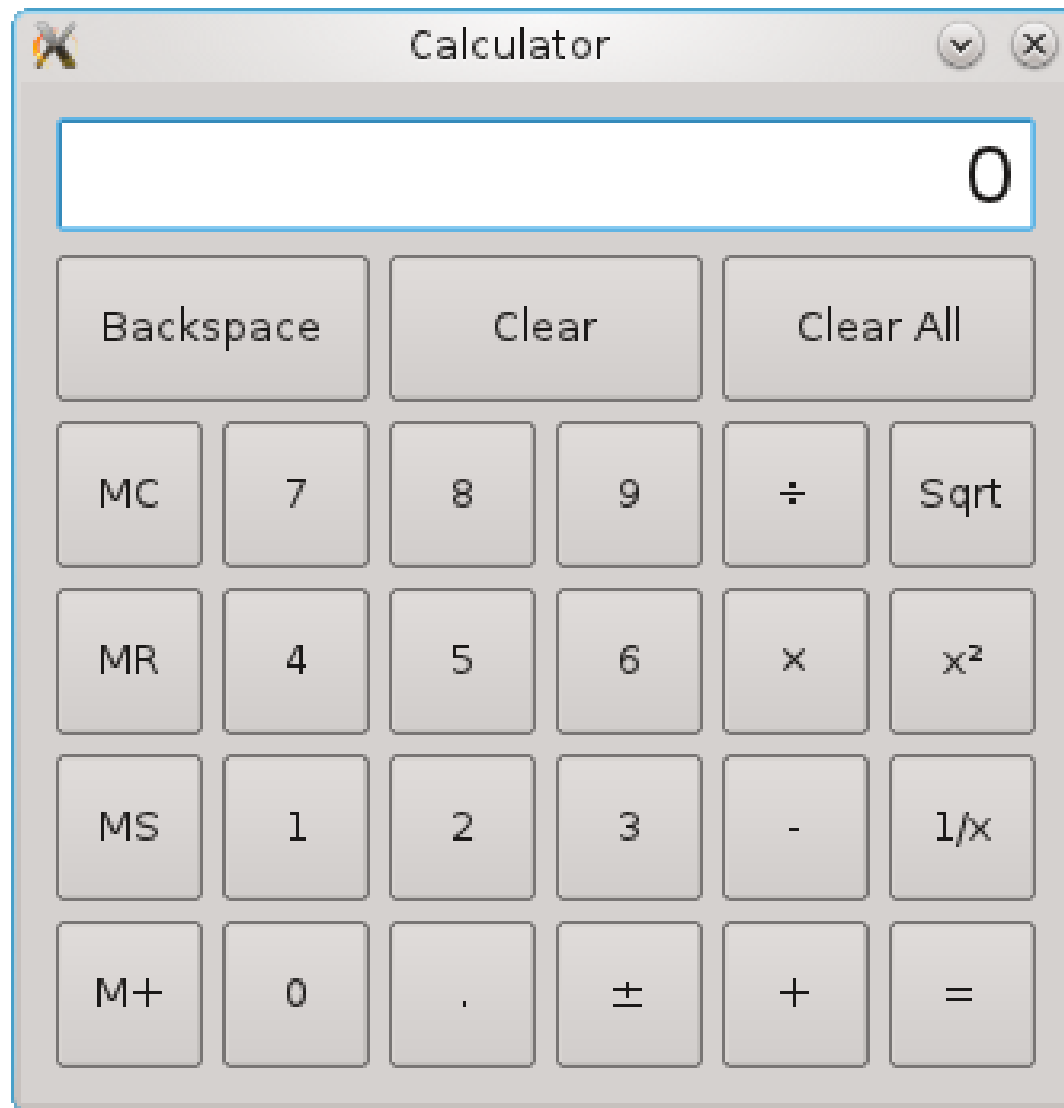 Calculator
0
Backspace Clear Clear All
MC 7 8 9 ÷ Sqrt
MR 4 5 6 × x²
MS 1 2 3 - 1/x
M+ 0 . ± + =